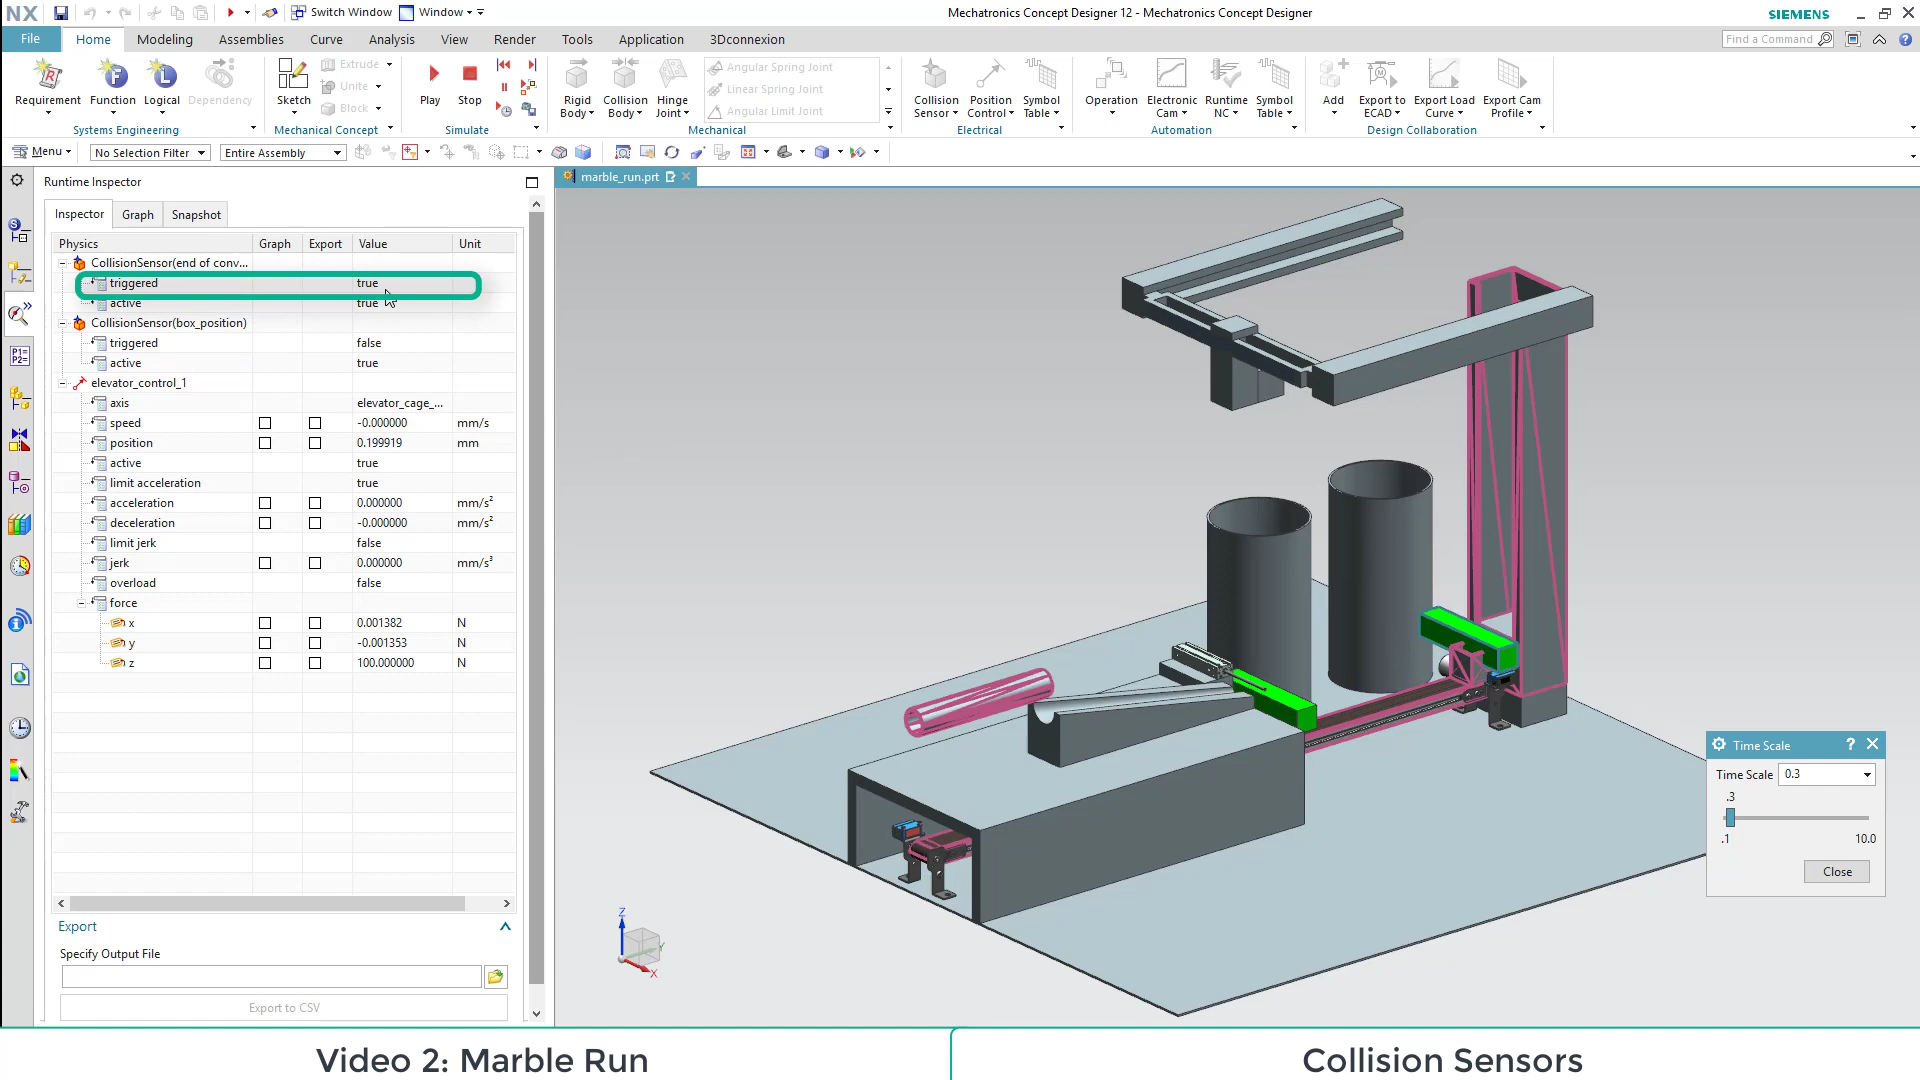 NX
Switch Window
Window
Mechatronics Concept Designer 12 - Mechatronics Concept Designer
SIEMENS
File
Home
Modeling
Assemblies
Curve
Analysis
View
Render
Tools
Application
3Dconnexion
Find a Command
Requirement
Function
Logical
Dependency
Systems Engineering
Sketch
Extrude
Unite
Block
Mechanical Concept
Play
Stop
Simulate
Rigid
Body
Collision
Body
Hinge
Joint
Angular Spring Joint
Linear Spring Joint
Angular Limit Joint
Mechanical
Collision
Sensor
Position
Control
Symbol
Table
Electrical
Operation
Electronic
Cam
Runtime
NC
Symbol
Table
Automation
Add
Export to
ECAD
Export Load
Curve
Export Cam
Profile
Design Collaboration
Menu
No Selection Filter
Entire Assembly
Runtime Inspector
marble_run.prt
Inspector
Graph
Snapshot
Physics Graph Export Value Unit
CollisionSensor(end of conv...
triggered true
active true
CollisionSensor(box_position)
triggered false
active true
elevator_control_1
axis elevator_cage_...
speed -0.000000 mm/s
position 0.199919 mm
active true
limit acceleration true
acceleration 0.000000 mm/s²
deceleration -0.000000 mm/s²
limit jerk false
jerk 0.000000 mm/s³
overload false
force
x 0.001382 N
y -0.001353 N
z 100.000000 N
Export
Specify Output File
Export to CSV
P1=
P2=
Z
Y
X
Time Scale
?
Time Scale 0.3
.3
.1 10.0
Close
Video 2: Marble Run
Collision Sensors